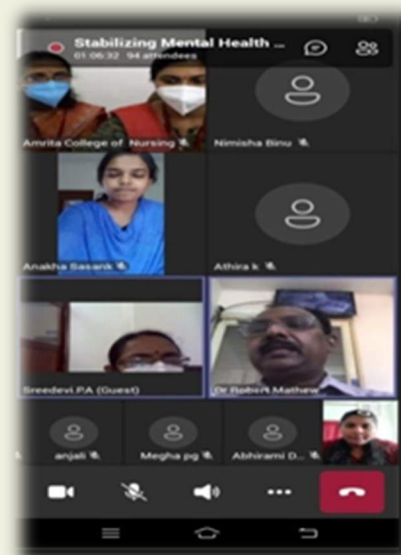 Stabilizing Mental Health ...
01:06:32 94 attendees
Amrita College of Nursing
Nimisha Binu
Anakha Sasank
Athira k
Sreedevi.P.A (Guest)
Dr Robert Mathew
anjali
Megha pg
Abhirami D...